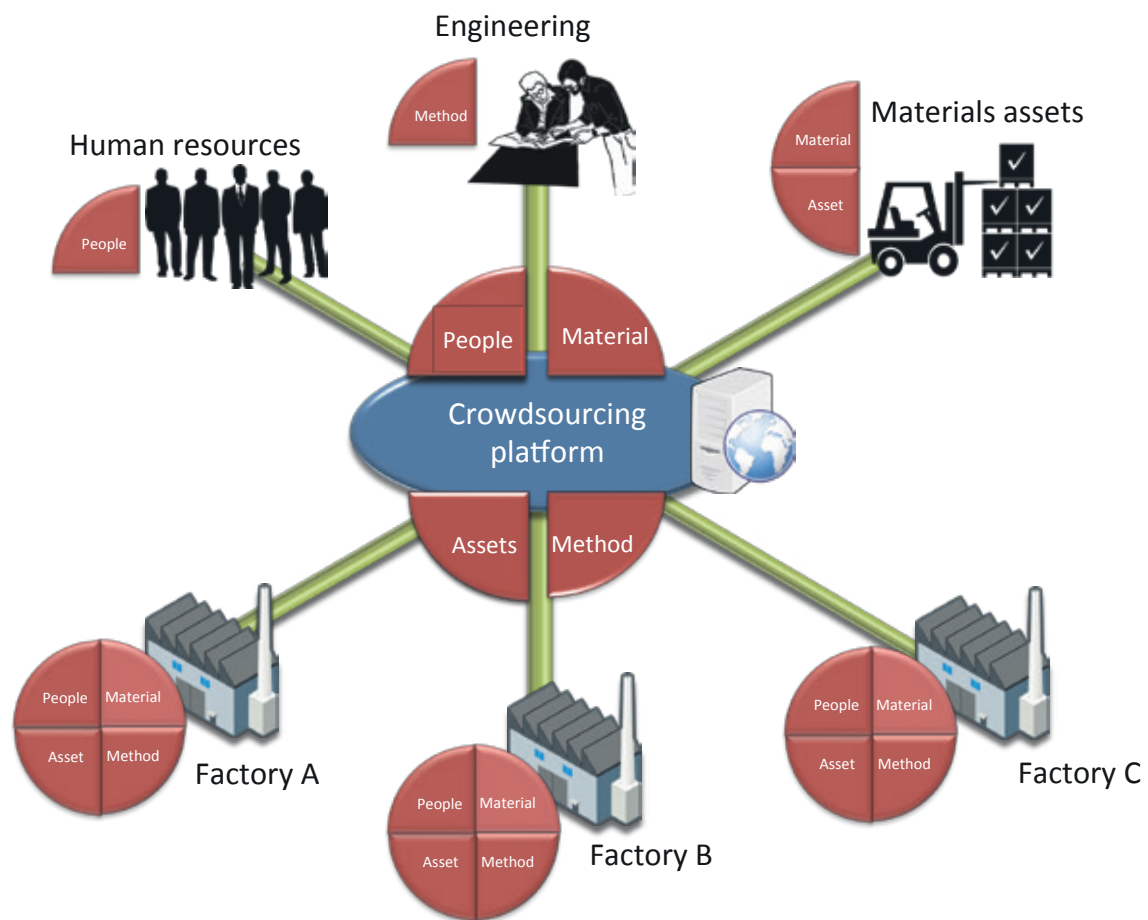 Engineering
Method
Materials assets
Material
Asset
Human resources
People
People
Material
Crowdsourcing
platform
Assets
Method
People
Material
Asset
Method
Factory A
People
Material
Asset
Method
Factory B
People
Material
Asset
Method
Factory C